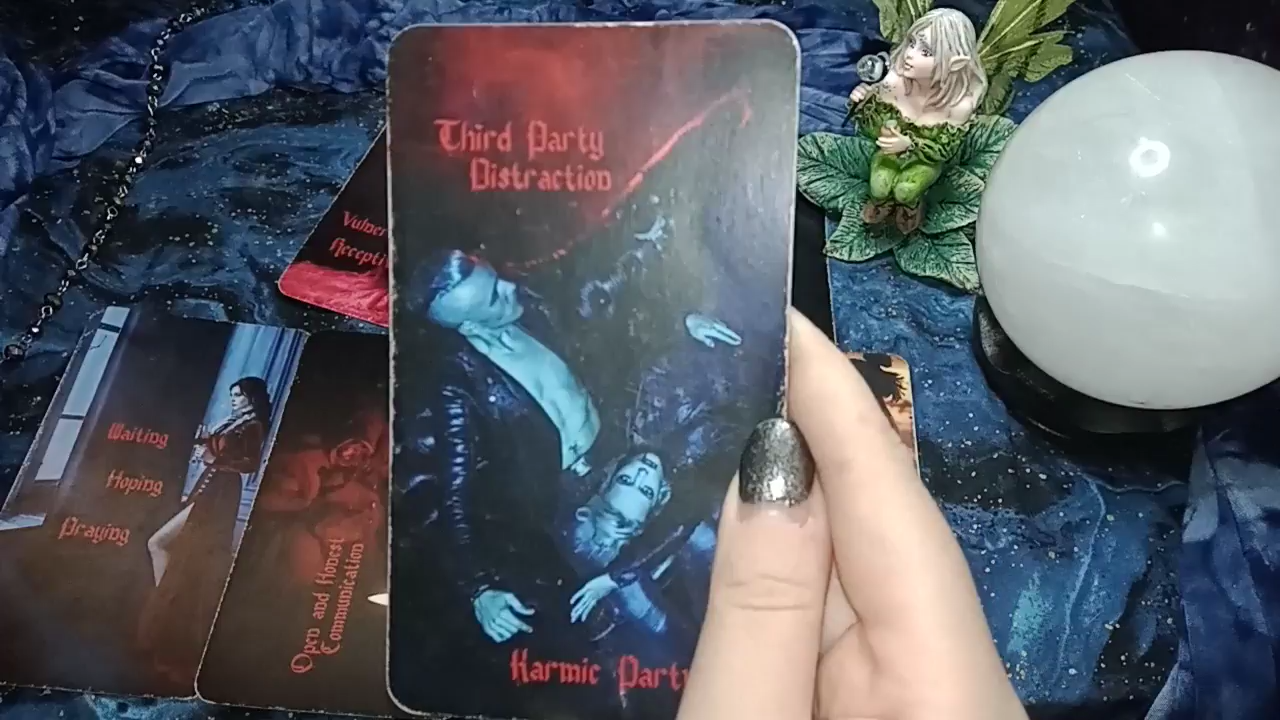 Third Party
Distraction
Karmic Party
Waiting
Hoping
Praying
Open and Honest
Communication